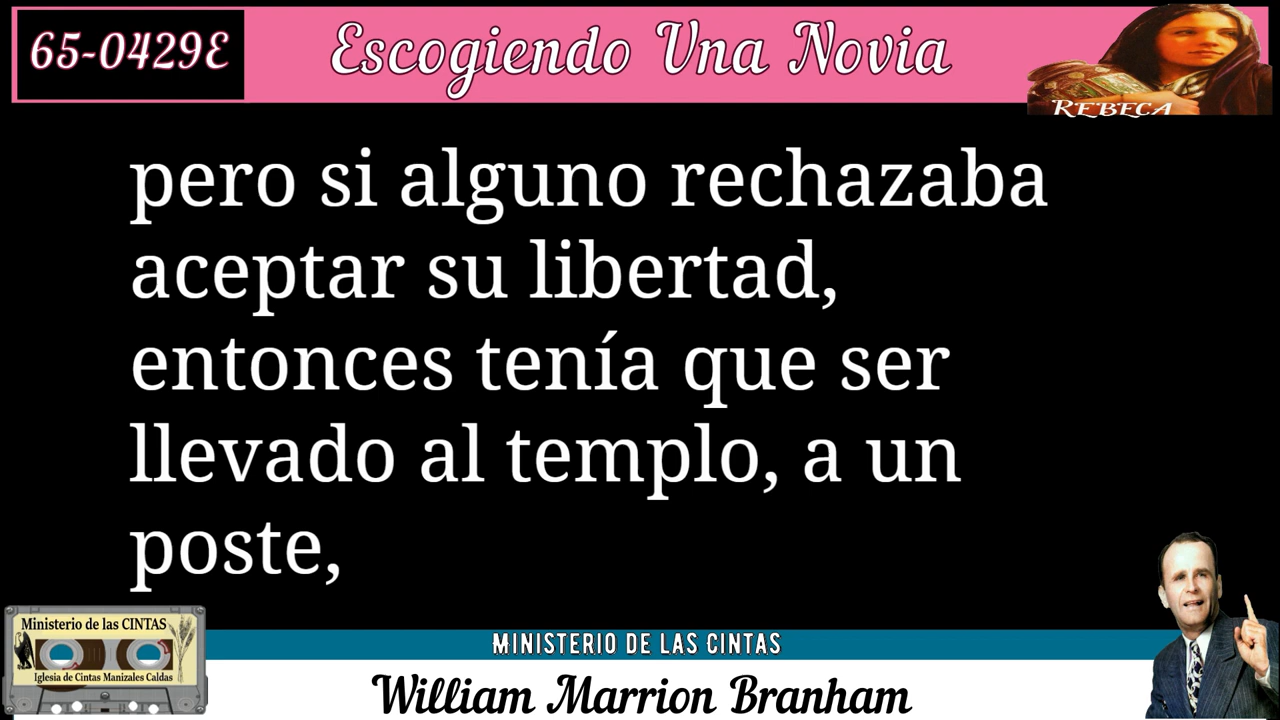 65-0429E
Escogiendo Una Novia
REBECA
pero si alguno rechazaba
aceptar su libertad,
entonces tenía que ser
llevado al templo, a un
poste,
Ministerio de las CINTAS
Iglesia de Cintas Manizales Caldas
MINISTERIO DE LAS CINTAS
William Marrion Branham